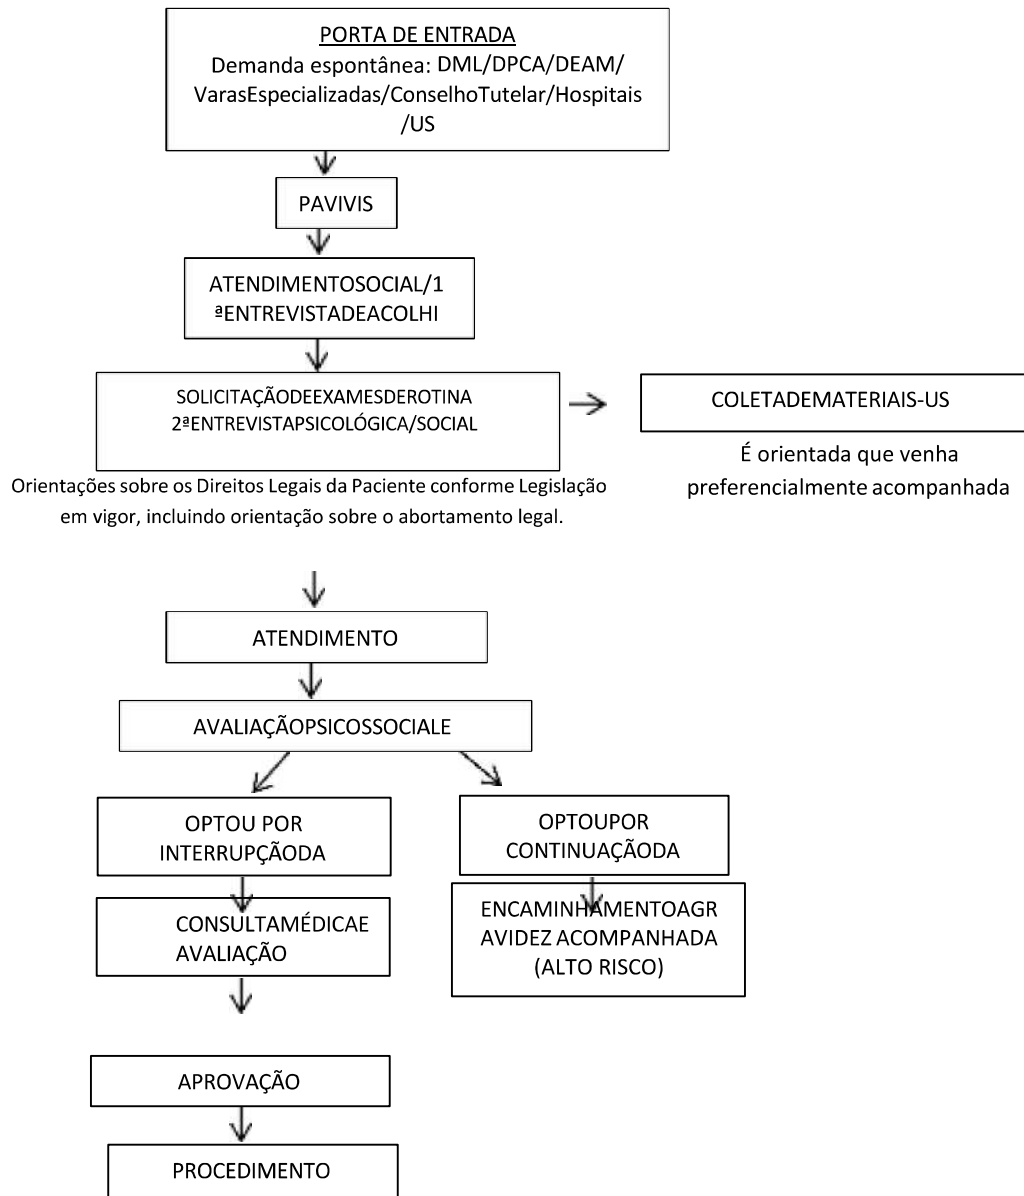 PORTA DE ENTRADA
Demanda espontânea: DML/DPCA/DEAM/
VarasEspecializadas/ConselhoTutelar/Hospitais
/US
PAVIVIS
ATENDIMENTOSOCIAL/1
ªENTREVISTADEACOLHI
SOLICITAÇÃODEEXAMESDEROTINA
2ªENTREVISTAPSICOLÓGICA/SOCIAL
COLETADEMATERIAIS-US
É orientada que venha
preferencialmente acompanhada
Orientações sobre os Direitos Legais da Paciente conforme Legislação
em vigor, incluindo orientação sobre o abortamento legal.
ATENDIMENTO
AVALIAÇÃOPSICOSSOCIALE
OPTOU POR
INTERRUPÇÃODA
OPTOUPOR
CONTINUAÇÃODA
CONSULTAMÉDICAE
AVALIAÇÃO
ENCAMINHAMENTOAGR
AVIDEZ ACOMPANHADA
(ALTO RISCO)
APROVAÇÃO
PROCEDIMENTO